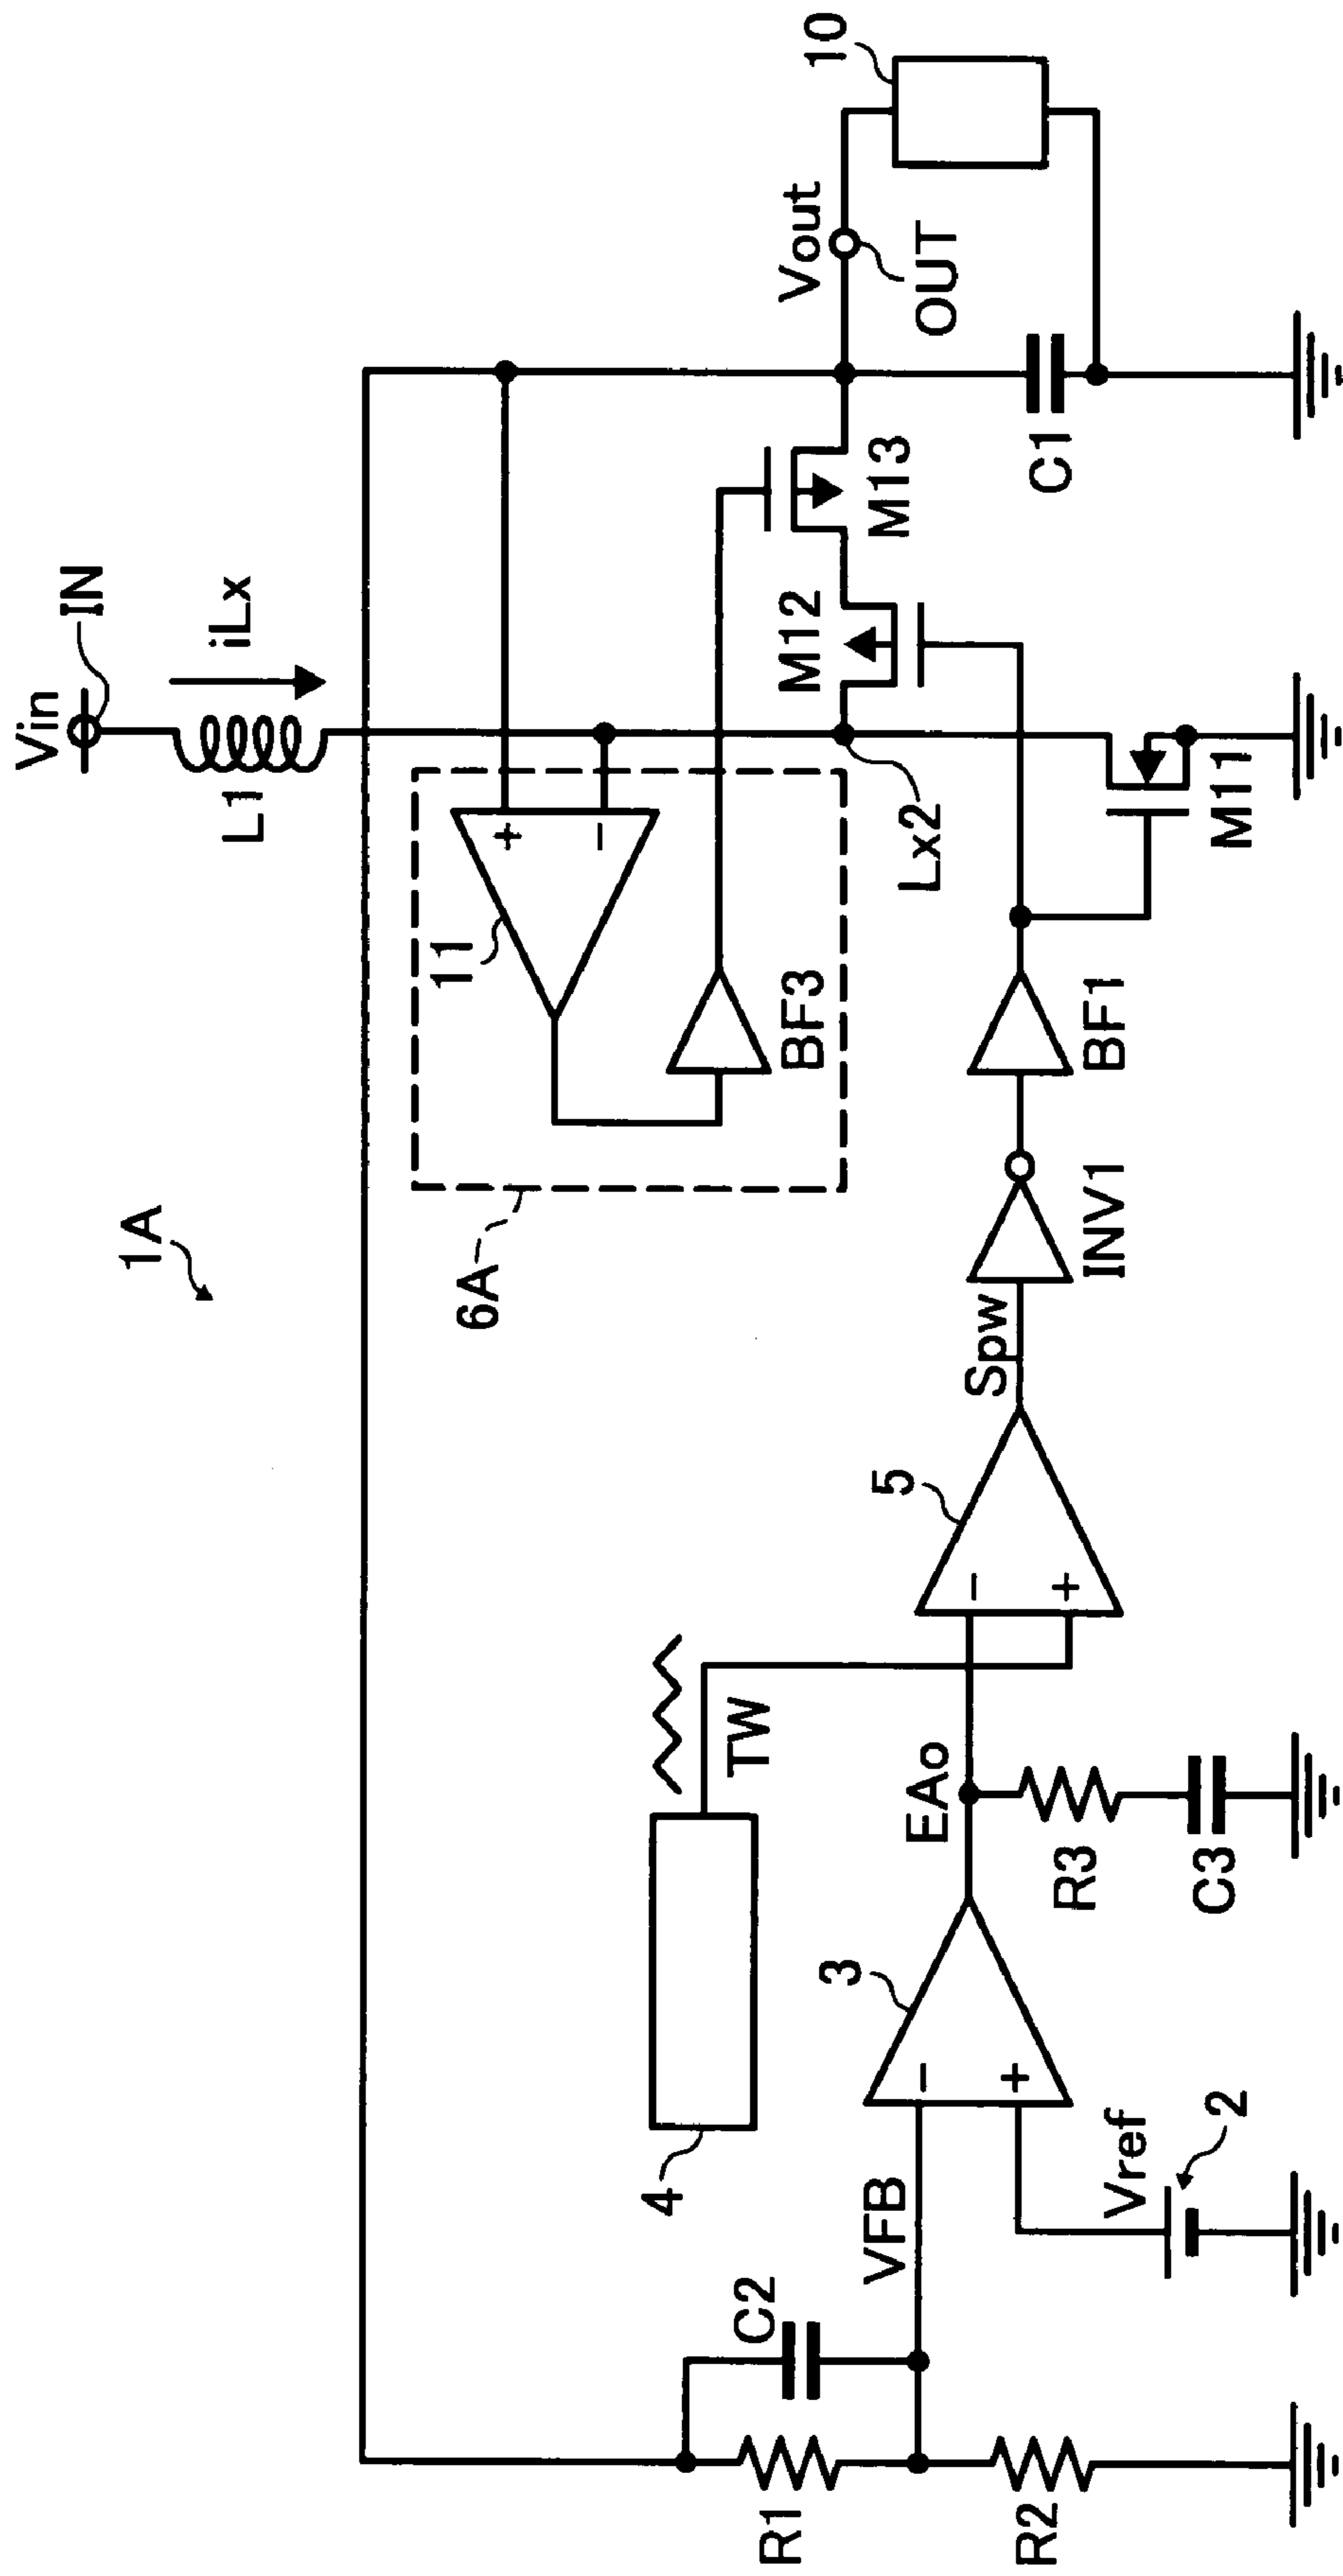 1A
Vin
IN
L1
iLx
11
+
−
BF3
6A
Vout
OUT
10
M12
M13
Lx2
C1
M11
4
TW
R1
C2
R2
VFB
3
−
+
Vref
2
EAo
R3
C3
5
−
+
Spw
INV1
BF1